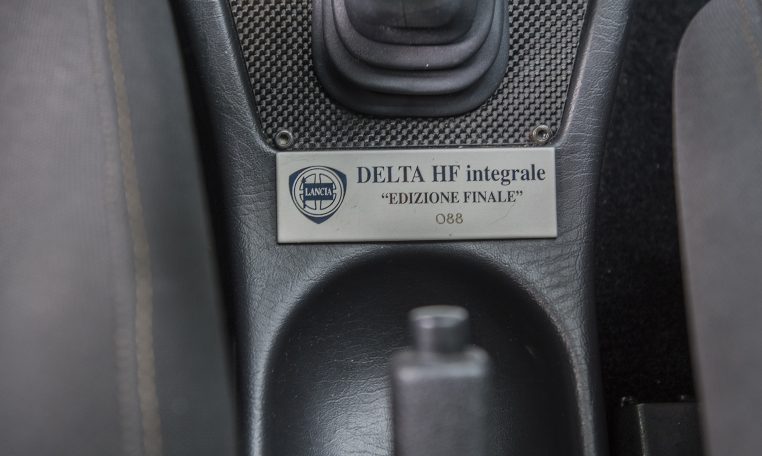 LANCIA
DELTA HF integrale
“EDIZIONE FINALE”
088